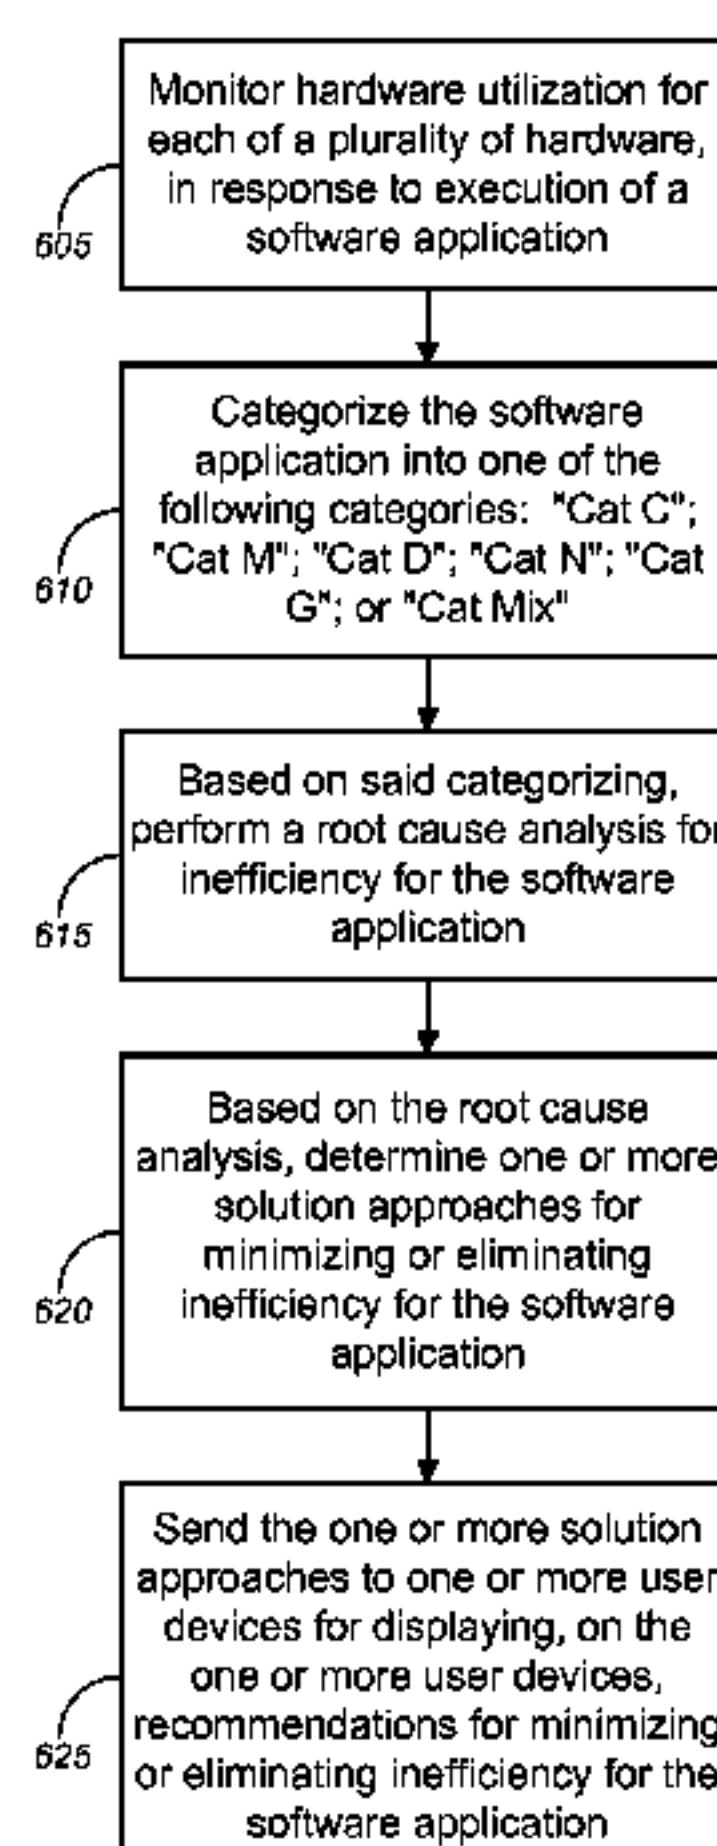 Monitor hardware utilization for
each of a plurality of hardware,
in response to execution of a
software application
605
Categorize the software
application into one of the
following categories: "Cat C";
"Cat M"; "Cat D"; "Cat N"; "Cat
G"; or "Cat Mix"
610
Based on said categorizing,
perform a root cause analysis for
inefficiency for the software
application
615
Based on the root cause
analysis, determine one or more
solution approaches for
minimizing or eliminating
inefficiency for the software
application
620
Send the one or more solution
approaches to one or more user
devices for displaying, on the
one or more user devices,
recommendations for minimizing
or eliminating inefficiency for the
software application
625